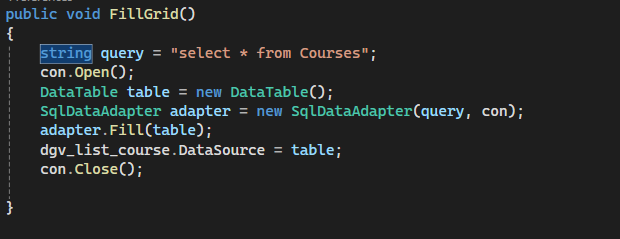 public void FillGrid()
{
string query = "select * from Courses";
con.Open();
DataTable table = new DataTable();
SqlDataAdapter adapter = new SqlDataAdapter(query, con);
adapter.Fill(table);
dgv_list_course.DataSource = table;
con.Close();
}